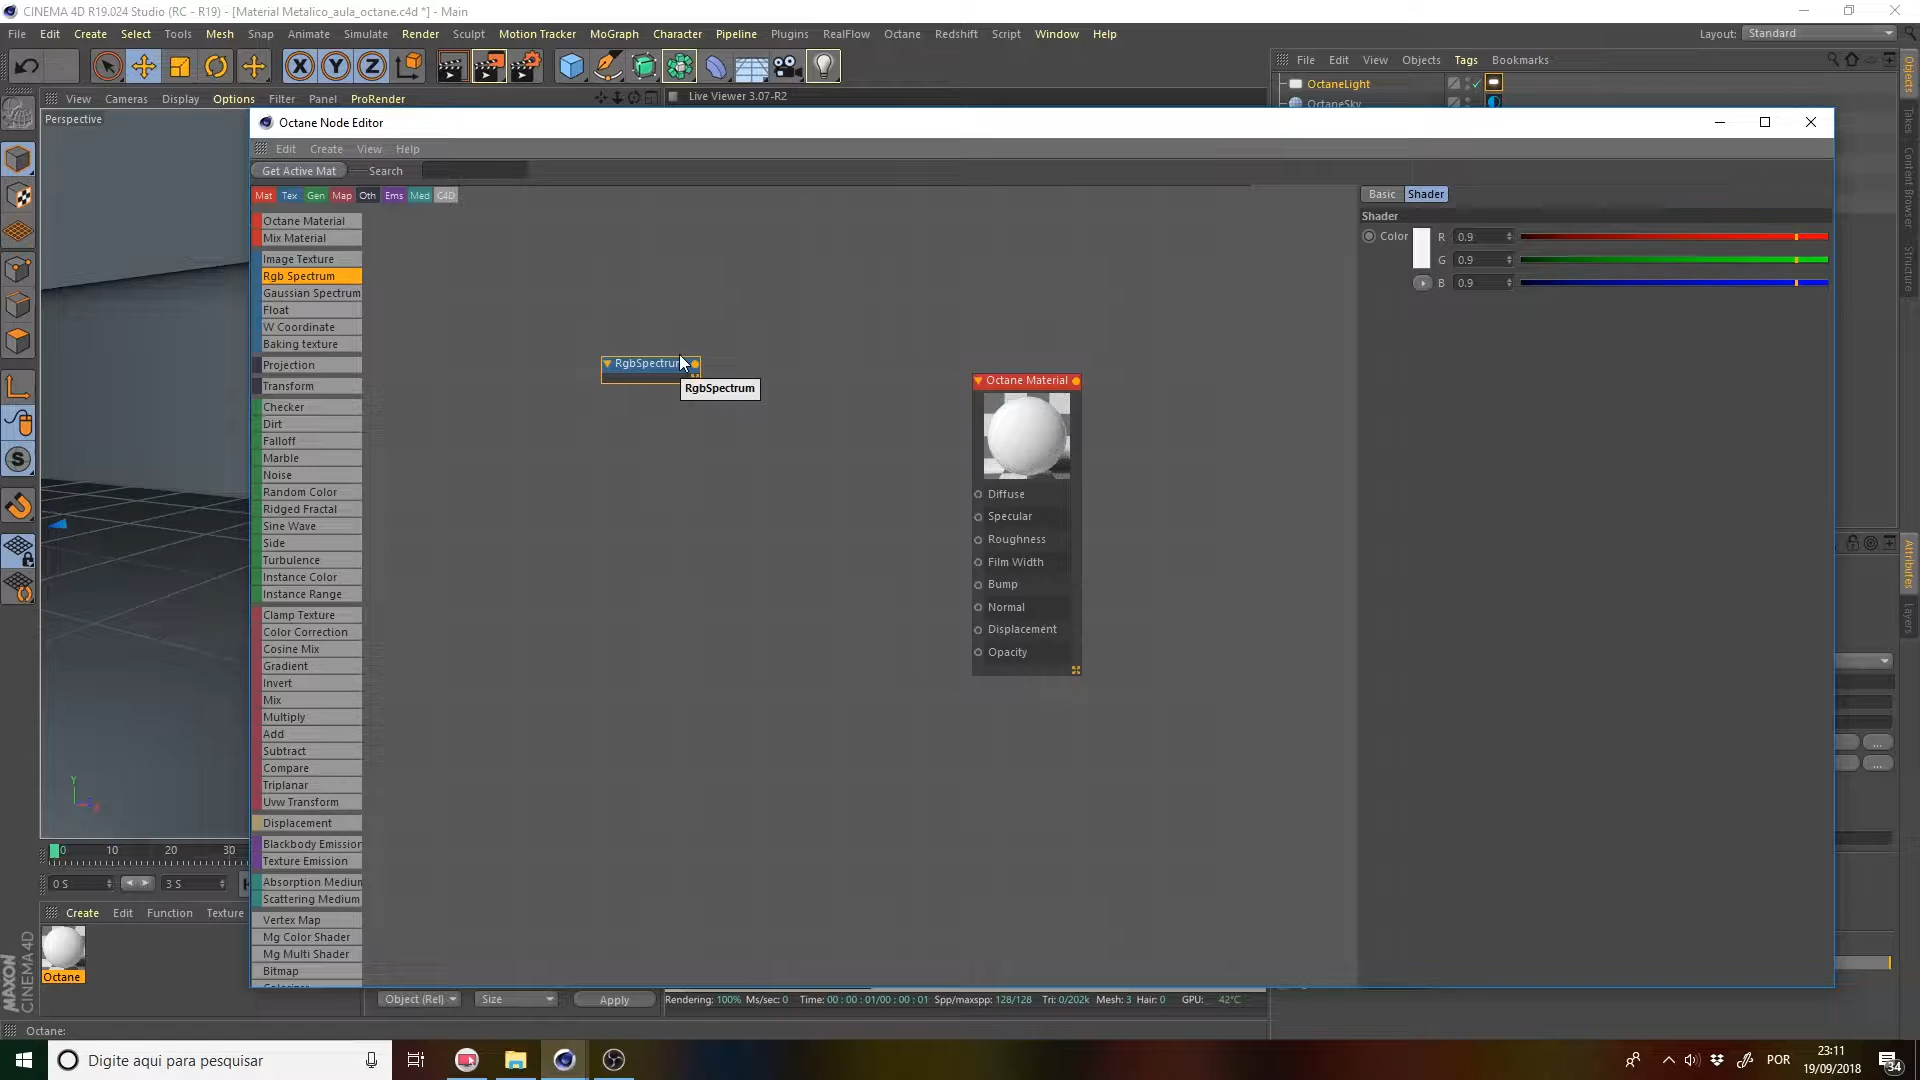 CINEMA 4D R19.024 Studio (RC - R19) - [Material Metalico_aula_octane.c4d *] - Main
File Edit Create Select Tools Mesh Snap Animate Simulate Render Sculpt Motion Tracker MoGraph Character Pipeline Plugins RealFlow Octane Redshift Script Window Help Layout: Standard
File Edit View Objects Tags Bookmarks
OctaneLight
OctaneSky
View Cameras Display Options Filter Panel ProRender
Live Viewer 3.07-R2
Perspective
Octane Node Editor
Edit Create View Help
Get Active Mat Search
Mat Tex Gen Map Oth Ems Med C4D
Octane Material
Mix Material
Image Texture
Rgb Spectrum
Gaussian Spectrum
Float
W Coordinate
Baking texture
Projection
Transform
Checker
Dirt
Falloff
Marble
Noise
Random Color
Ridged Fractal
Sine Wave
Side
Turbulence
Instance Color
Instance Range
Clamp Texture
Color Correction
Cosine Mix
Gradient
Invert
Mix
Multiply
Add
Subtract
Compare
Triplanar
Uvw Transform
Displacement
Blackbody Emission
Texture Emission
Absorption Medium
Scattering Medium
Vertex Map
Mg Color Shader
Mg Multi Shader
Bitmap
RgbSpectrum
RgbSpectrum
Octane Material
Diffuse
Specular
Roughness
Film Width
Bump
Normal
Displacement
Opacity
Basic Shader
Shader
Color R 0.9
G 0.9
B 0.9
Objects
Takes
Content Browser
Structure
Attributes
Layers
Y
0 10 20 30
0 S 3 S
Create Edit Function Texture
Octane
MAXON
CINEMA 4D
Object (Rel) Size Apply
Rendering: 100% Ms/sec: 0 Time: 00 : 00 : 01/00 : 00 : 01 Spp/maxspp: 128/128 Tri: 0/202k Mesh: 3 Hair: 0 GPU: 42°C
Octane:
Digite aqui para pesquisar
POR
23:11
19/09/2018
34